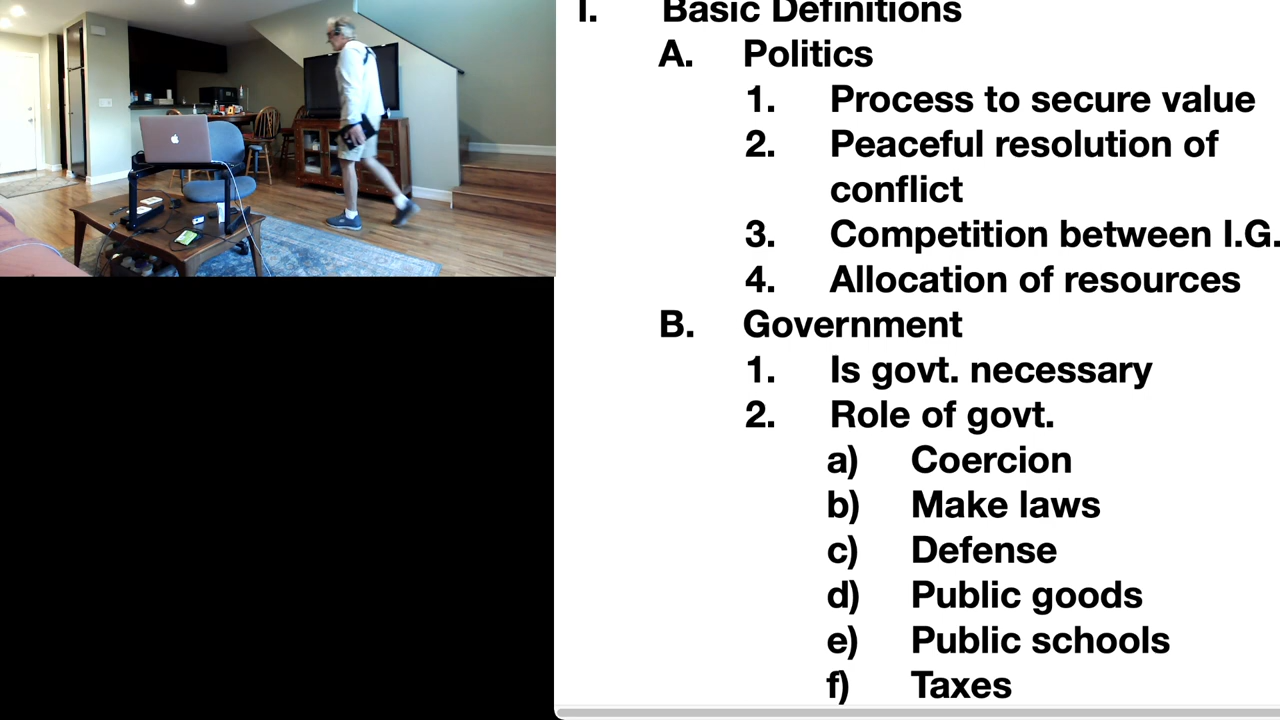 I. Basic Definitions
A. Politics
1. Process to secure value
2. Peaceful resolution of
conflict
3. Competition between I.G.
4. Allocation of resources
B. Government
1. Is govt. necessary
2. Role of govt.
a) Coercion
b) Make laws
c) Defense
d) Public goods
e) Public schools
f) Taxes